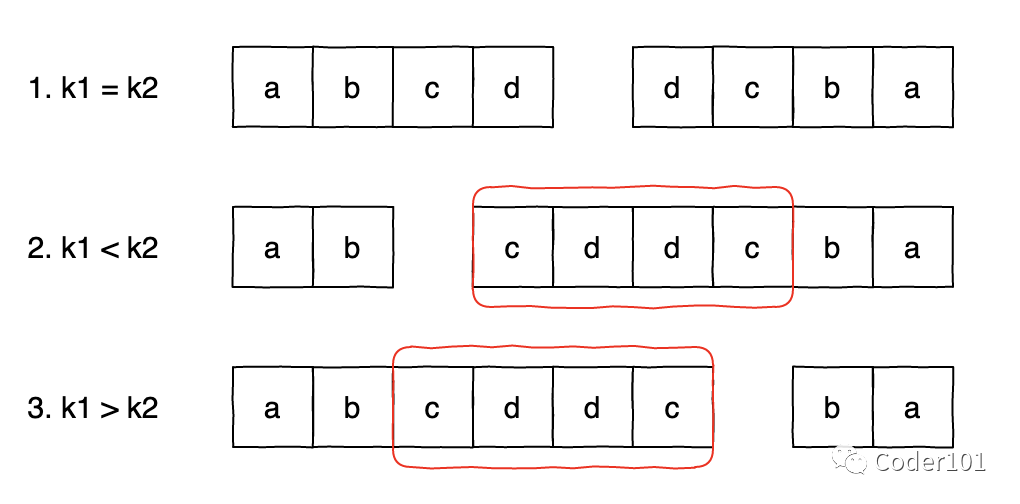 1. k1 = k2 a b c d d c b a
2. k1 < k2 a b c d d c b a
3. k1 > k2 a b c d d c b a
Coder101